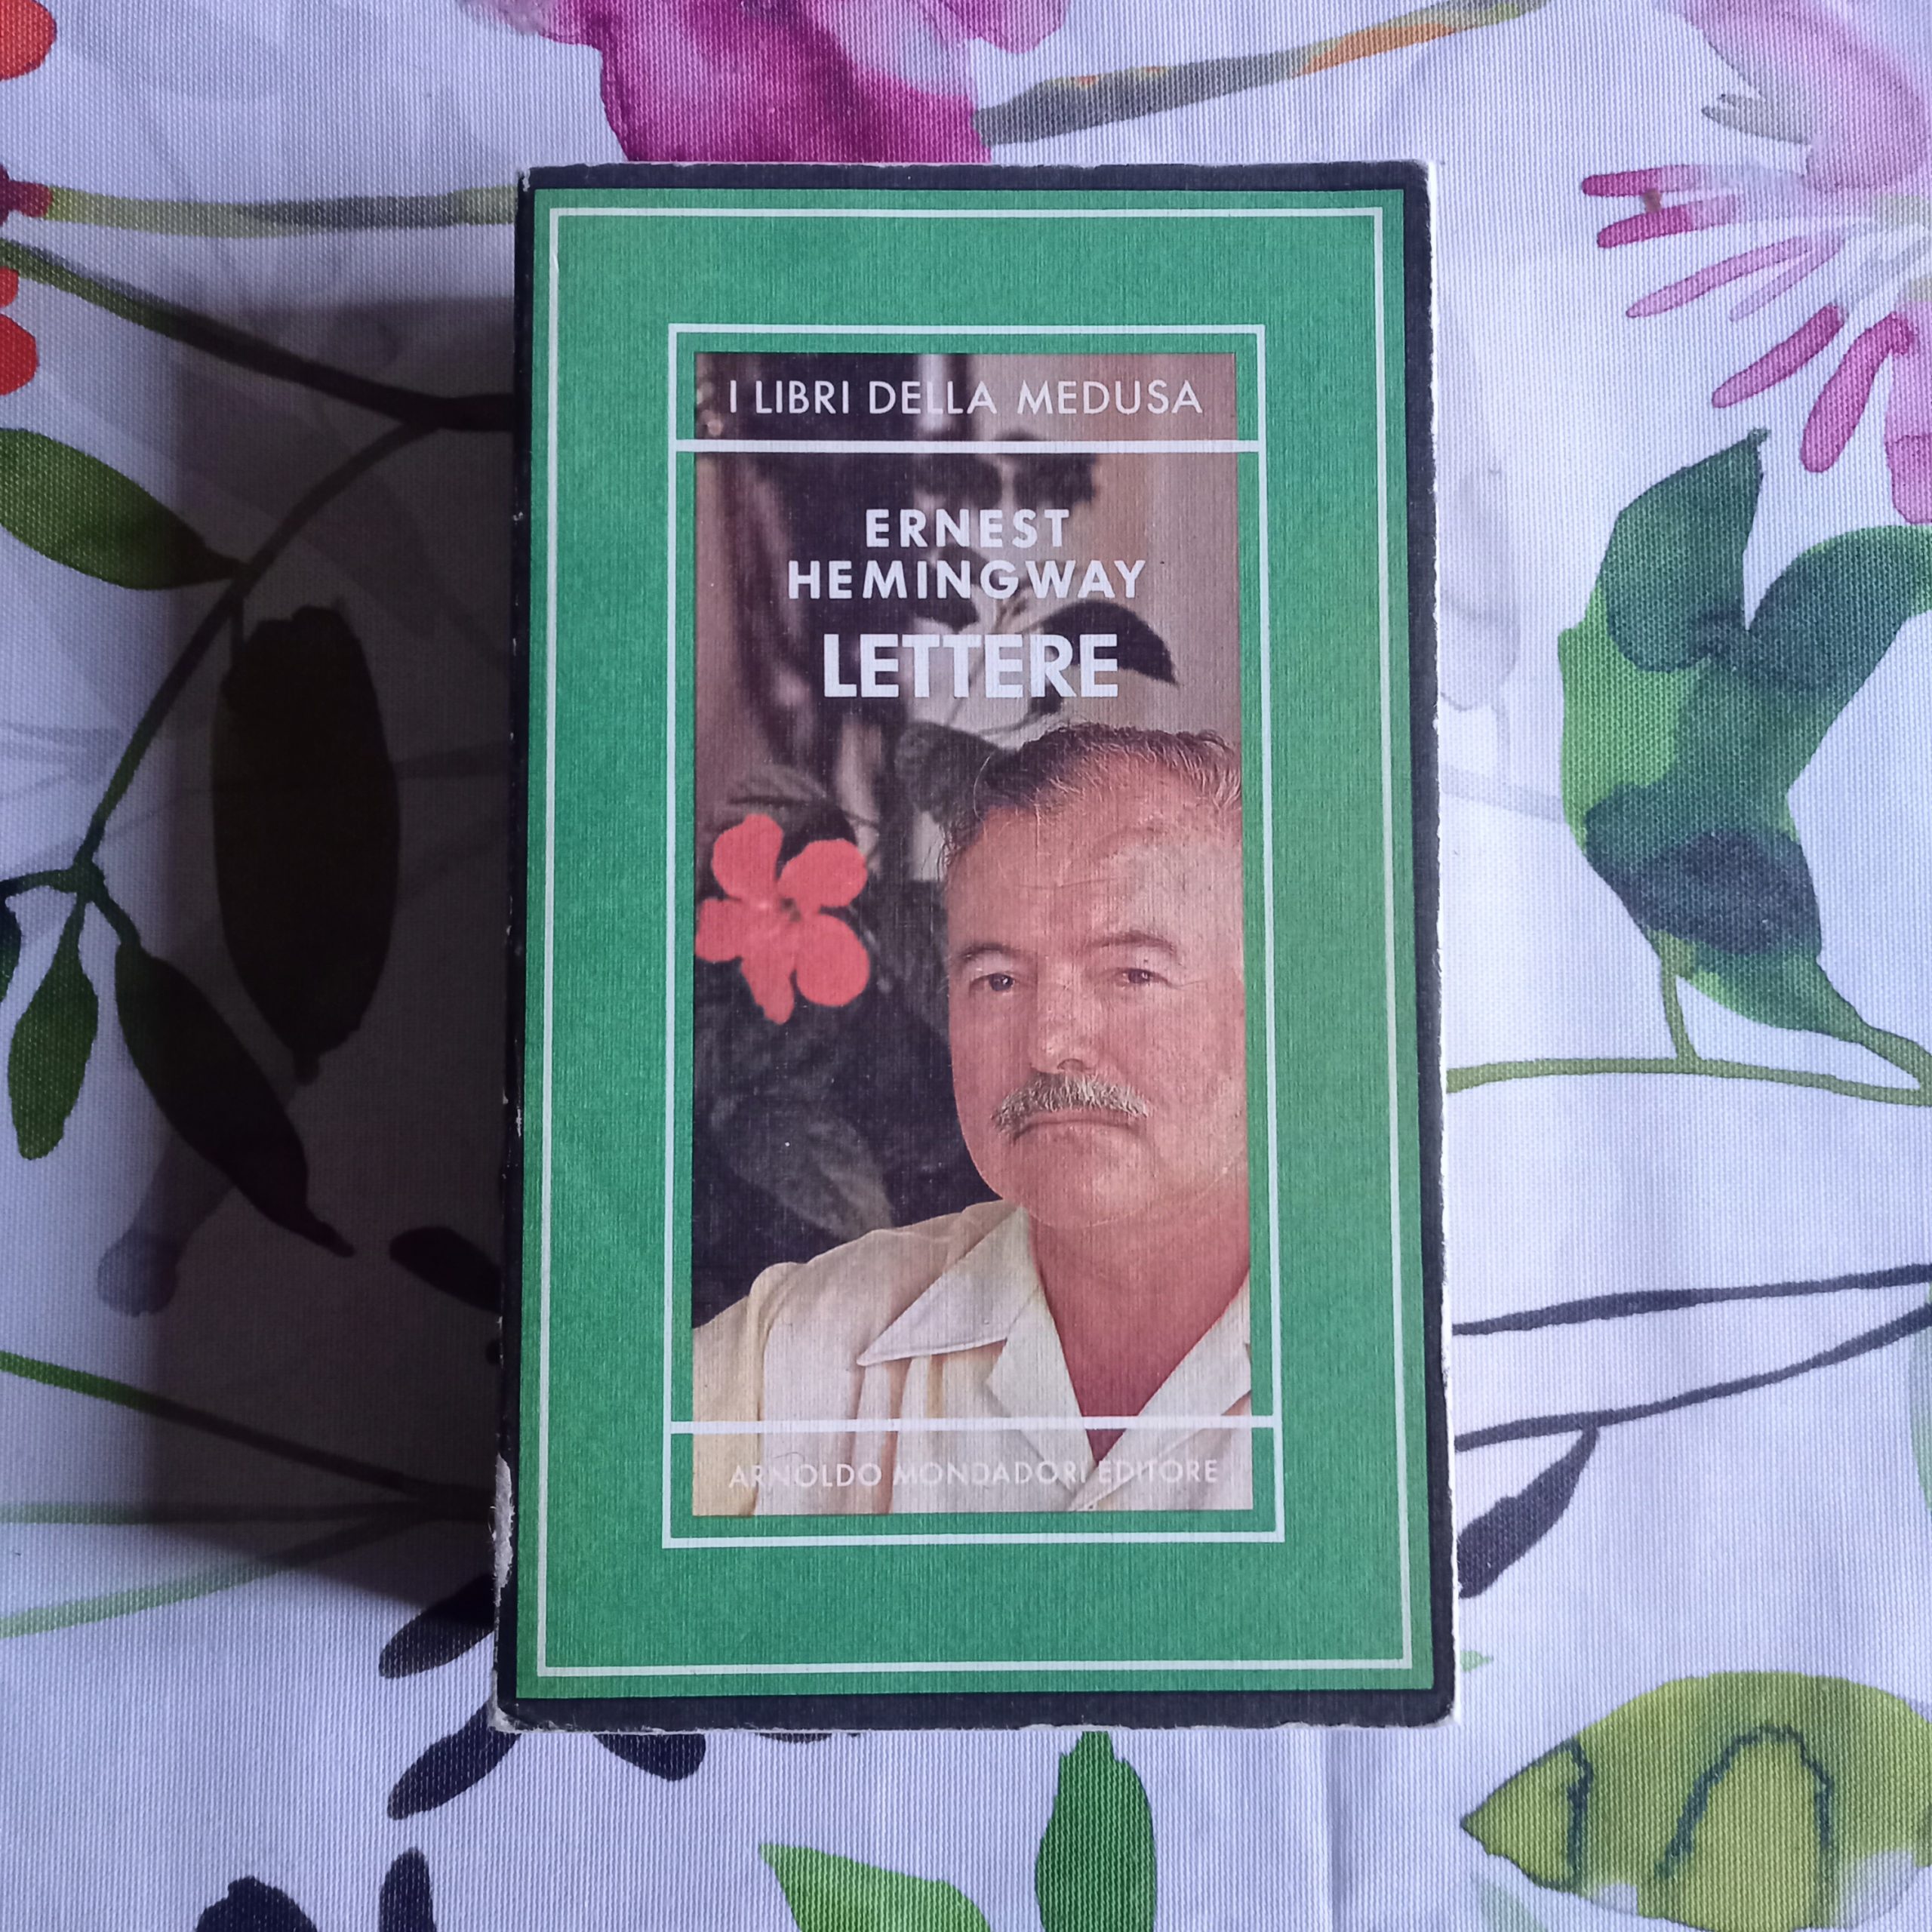 I LIBRI DELLA MEDUSA
ERNEST
HEMINGWAY
LETTERE
ARNOLDO MONDADORI EDITORE